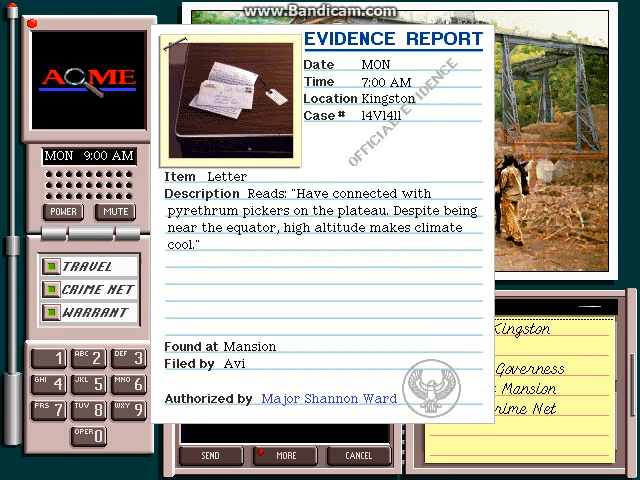 www.Bandicam.com
EVIDENCE REPORT
Date MON
Time 7:00 AM
Location Kingston
Case # 14V1411
OFFICIAL EVIDENCE
ACME
MON 9:00 AM
POWER MUTE
TRAVEL
CRIME NET
WARRANT
1 ABC 2 DEF 3
GHI 4 JKL 5 MNO 6
PRS 7 TUV 8 WXY 9
OPER 0
Item Letter
Description Reads: "Have connected with
pyrethrum pickers on the plateau. Despite being
near the equator, high altitude makes climate
cool."
Found at Mansion
Filed by Avi
Authorized by Major Shannon Ward
Kingston
Governess
Mansion
rime Net
SEND MORE CANCEL